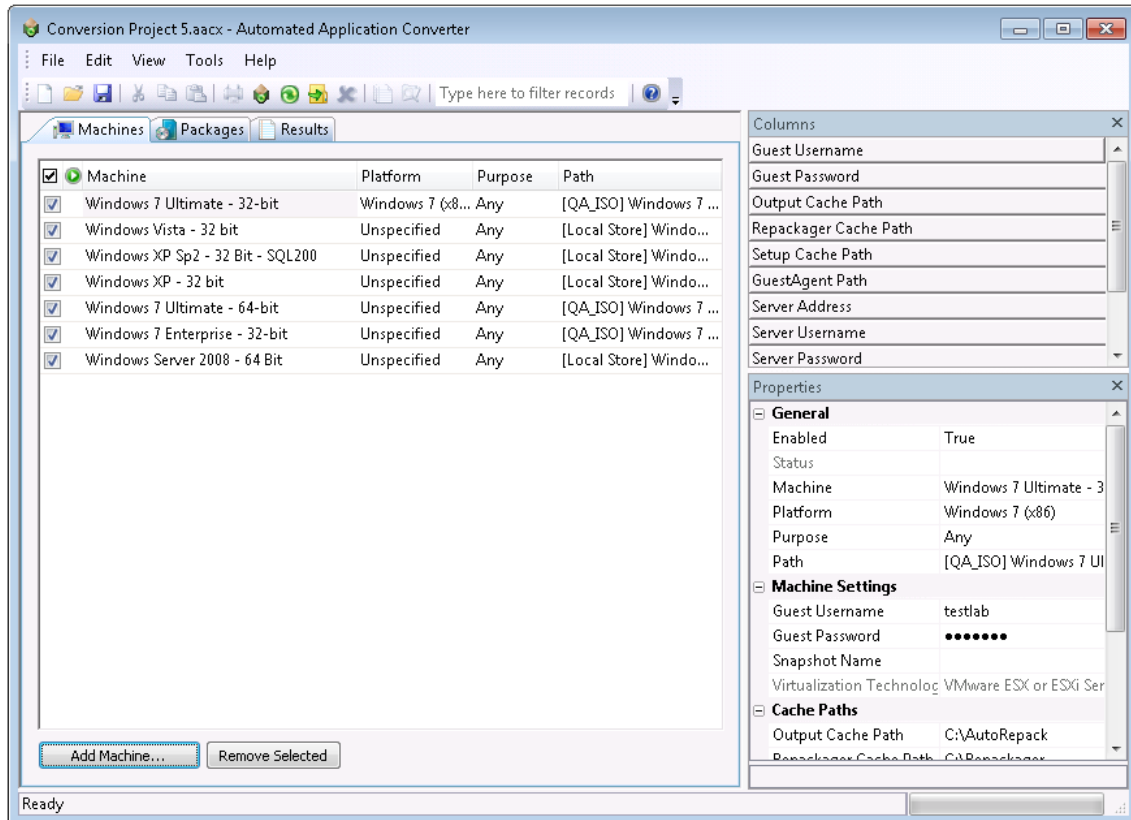 Conversion Project 5.aacx - Automated Application Converter
File Edit View Tools Help
Type here to filter records
Machines Packages Results
Machine Platform Purpose Path
Windows 7 Ultimate - 32-bit Windows 7 (x8... Any [QA_ISO] Windows 7 ...
Windows Vista - 32 bit Unspecified Any [Local Store] Windo...
Windows XP Sp2 - 32 Bit - SQL200 Unspecified Any [Local Store] Windo...
Windows XP - 32 bit Unspecified Any [Local Store] Windo...
Windows 7 Ultimate - 64-bit Unspecified Any [QA_ISO] Windows 7 ...
Windows 7 Enterprise - 32-bit Unspecified Any [QA_ISO] Windows 7 ...
Windows Server 2008 - 64 Bit Unspecified Any [Local Store] Windo...
Add Machine... Remove Selected
Columns
Guest Username
Guest Password
Output Cache Path
Repackager Cache Path
Setup Cache Path
GuestAgent Path
Server Address
Server Username
Server Password
Properties
General
Enabled True
Status
Machine Windows 7 Ultimate - 3
Platform Windows 7 (x86)
Purpose Any
Path [QA_ISO] Windows 7 Ul
Machine Settings
Guest Username testlab
Guest Password ●●●●●●●
Snapshot Name
Virtualization Technolog VMware ESX or ESXi Ser
Cache Paths
Output Cache Path C:\AutoRepack
Repackager Cache Path C:\Repackager
Ready